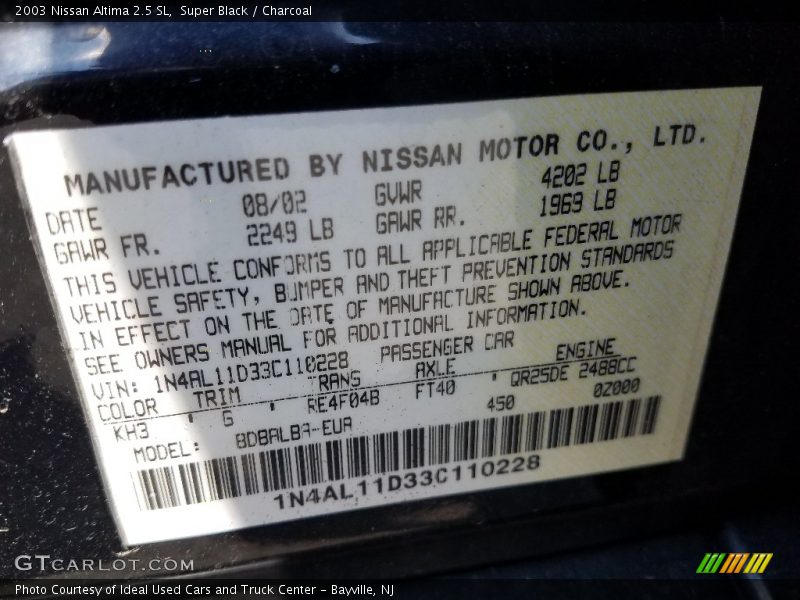 2003 Nissan Altima 2.5 SL, Super Black / Charcoal
MANUFACTURED BY NISSAN MOTOR CO., LTD.
DATE 08/02 GVWR 4202 LB
GAWR FR. 2249 LB GAWR RR. 1969 LB
THIS VEHICLE CONFORMS TO ALL APPLICABLE FEDERAL MOTOR
VEHICLE SAFETY, BUMPER AND THEFT PREVENTION STANDARDS
IN EFFECT ON THE DATE OF MANUFACTURE SHOWN ABOVE.
SEE OWNERS MANUAL FOR ADDITIONAL INFORMATION.
VIN: 1N4AL11D33C110228 PASSENGER CAR
COLOR TRIM TRANS AXLE ENGINE
KH3 G RE4F04B FT40 QR25DE 2488CC
MODEL: BDBALBA-EUA 450 0Z000
1N4AL11D33C110228
GTCARLOT.COM
Photo Courtesy of Ideal Used Cars and Truck Center - Bayville, NJ